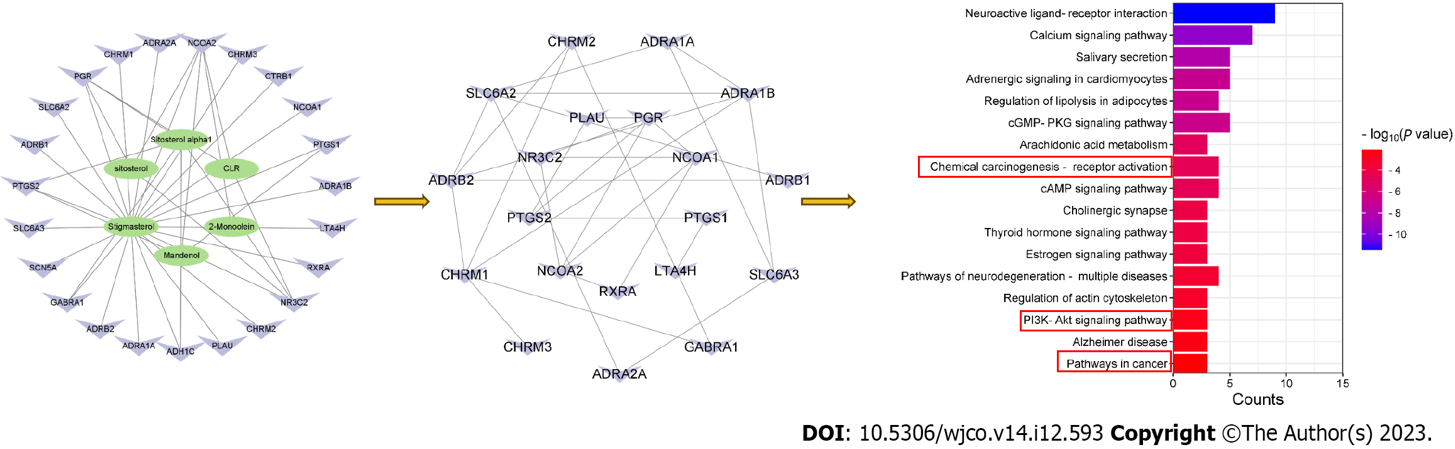 ADRA2A
NCOA2
CHRM1
CHRM3
PGR
CTRB1
SLC6A2
NCOA1
ADRB1
PTGS1
PTGS2
ADRA1B
SLC6A3
LTA4H
SCN5A
RXRA
GABRA1
NR3C2
ADRB2
CHRM2
ADRA1A
PLAU
ADH1C
Sitosterol alpha1
sitosterol
CLR
Stigmasterol
2-Monoolein
Mandenol
CHRM2
ADRA1A
SLC6A2
ADRA1B
PLAU
PGR
NR3C2
NCOA1
ADRB2
ADRB1
PTGS2
PTGS1
CHRM1
NCOA2
LTA4H
SLC6A3
RXRA
CHRM3
GABRA1
ADRA2A
Neuroactive ligand- receptor interaction
Calcium signaling pathway
Salivary secretion
Adrenergic signaling in cardiomyocytes
Regulation of lipolysis in adipocytes
cGMP- PKG signaling pathway
Arachidonic acid metabolism
Chemical carcinogenesis - receptor activation
cAMP signaling pathway
Cholinergic synapse
Thyroid hormone signaling pathway
Estrogen signaling pathway
Pathways of neurodegeneration - multiple diseases
Regulation of actin cytoskeleton
PI3K- Akt signaling pathway
Alzheimer disease
Pathways in cancer
0 5 10 15
Counts
- log10(P value)
- 4
- 6
- 8
- 10
DOI: 10.5306/wjco.v14.i12.593 Copyright ©The Author(s) 2023.